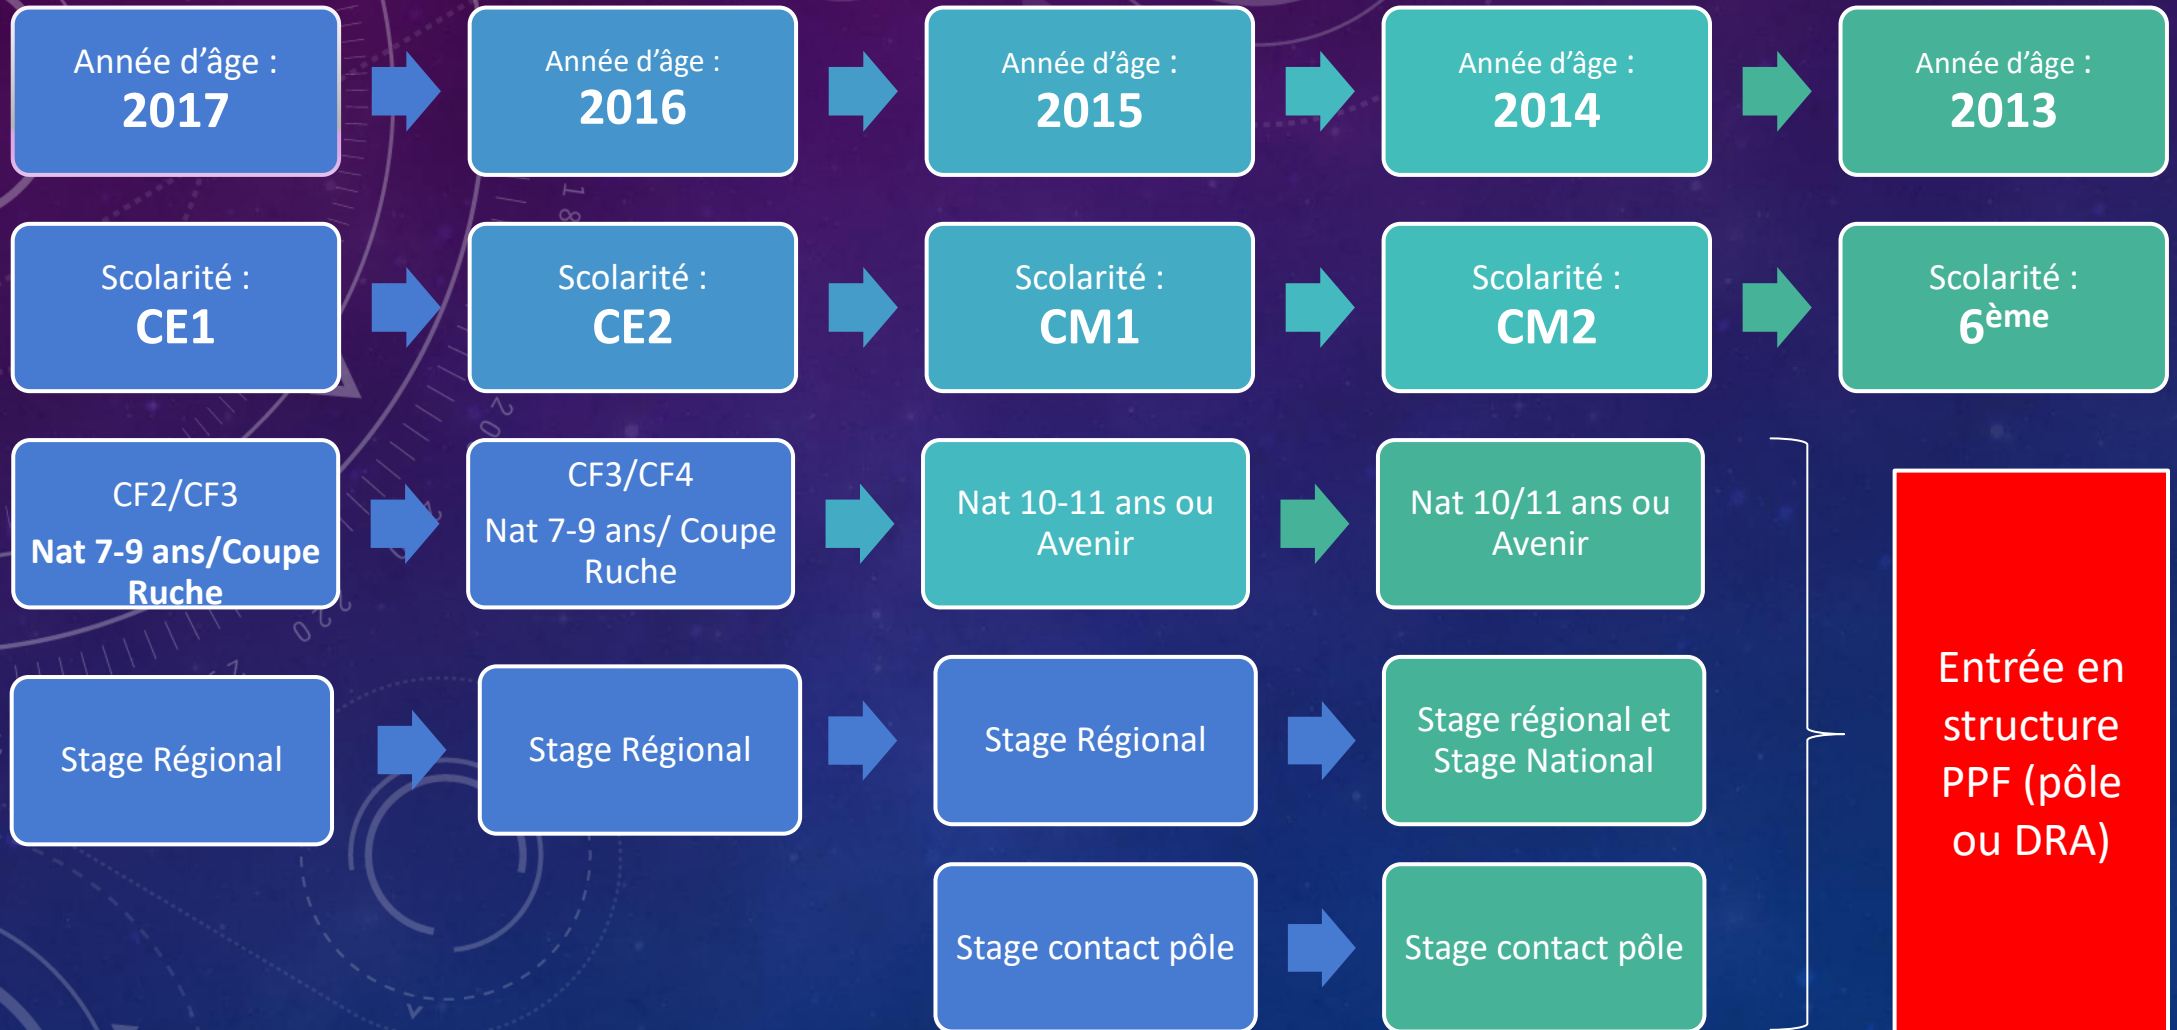 Année d’âge :
2017
Année d’âge :
2016
Année d’âge :
2015
Année d’âge :
2014
Année d’âge :
2013
Scolarité :
CE1
Scolarité :
CE2
Scolarité :
CM1
Scolarité :
CM2
Scolarité :
6ème
CF2/CF3
Nat 7-9 ans/Coupe
Ruche
CF3/CF4
Nat 7-9 ans/ Coupe
Ruche
Nat 10-11 ans ou
Avenir
Nat 10/11 ans ou
Avenir
Stage Régional
Stage Régional
Stage Régional
Stage régional et
Stage National
Stage contact pôle
Stage contact pôle
Entrée en
structure
PPF (pôle
ou DRA)